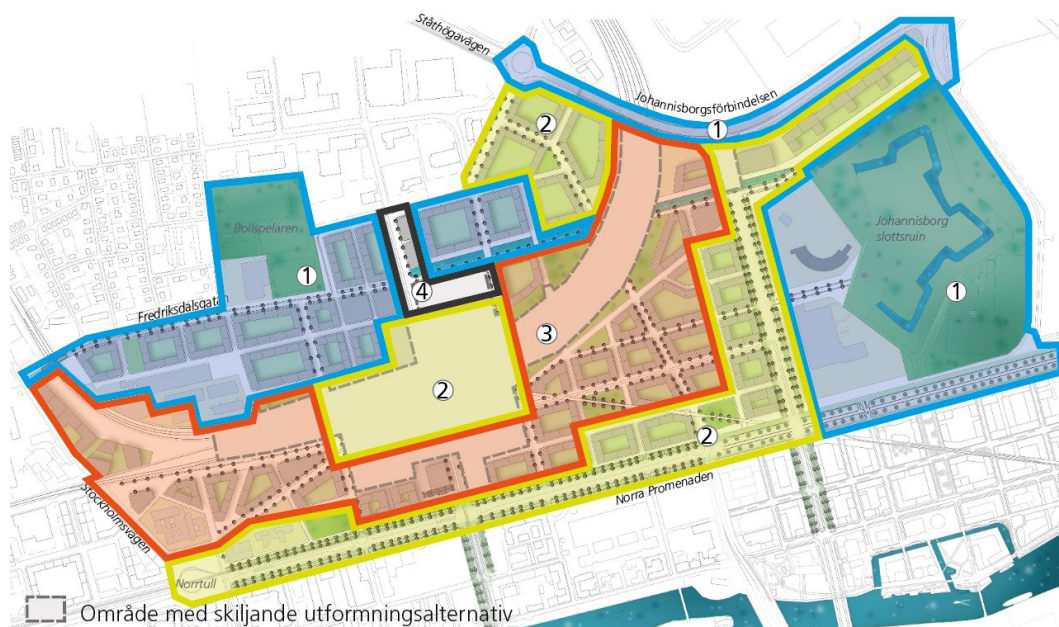 Ståthögavägen
Johannisborgsförbindelsen
1
2
Bollspelaren
Johannisborg
slottsruin
1
4
1
Fredriksdalsgatan
3
2
2
Norra Promenaden
Stockholmsvägen
Norrtull
Område med skiljande utformningsalternativ